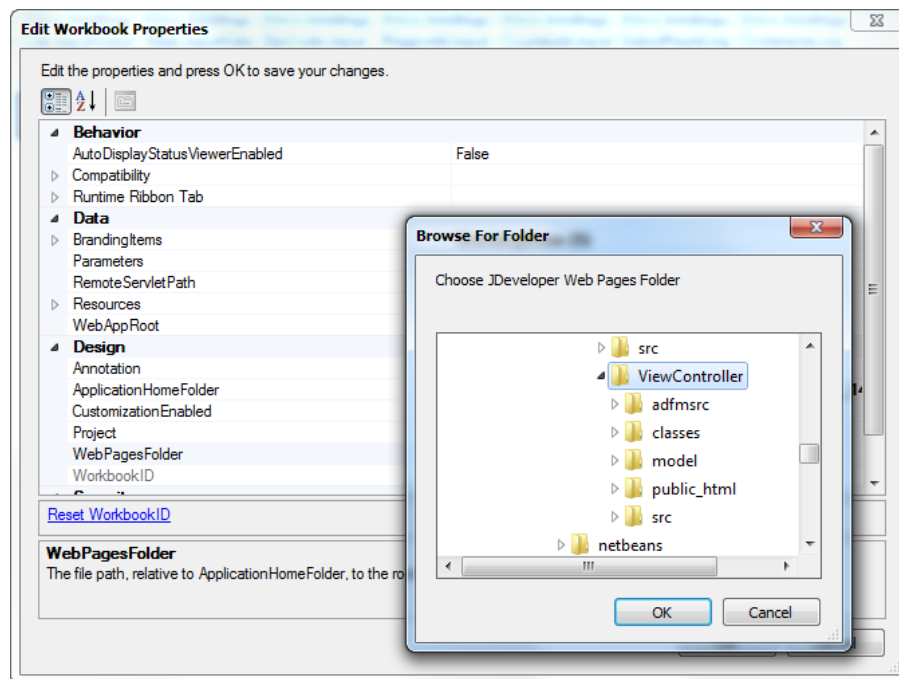 Edit Workbook Properties
Edit the properties and press OK to save your changes.
Behavior
AutoDisplayStatusViewerEnabled False
Compatibility
Runtime Ribbon Tab
Data
BrandingItems
Parameters
RemoteServletPath
Resources
WebAppRoot
Design
Annotation
ApplicationHomeFolder
CustomizationEnabled
Project
WebPagesFolder
WorkbookID
Reset WorkbookID
WebPagesFolder
The file path, relative to ApplicationHomeFolder, to the ro
Browse For Folder
Choose JDeveloper Web Pages Folder
src
ViewController
adfmsrc
classes
model
public_html
src
netbeans
OK Cancel